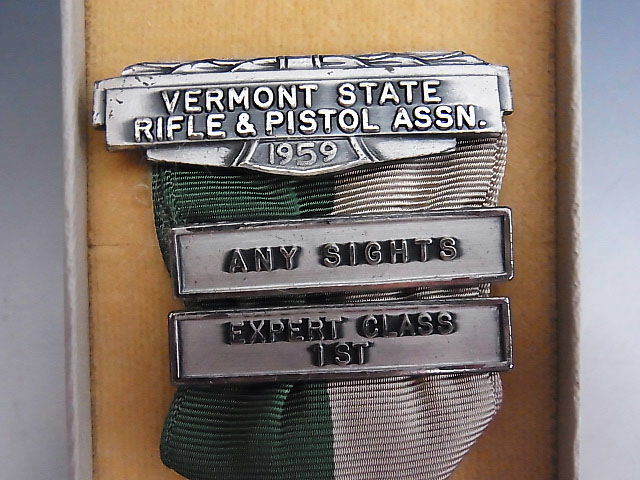 VERMONT STATE
RIFLE & PISTOL ASSN.
1959
ANY SIGHTS
EXPERT CLASS
1ST